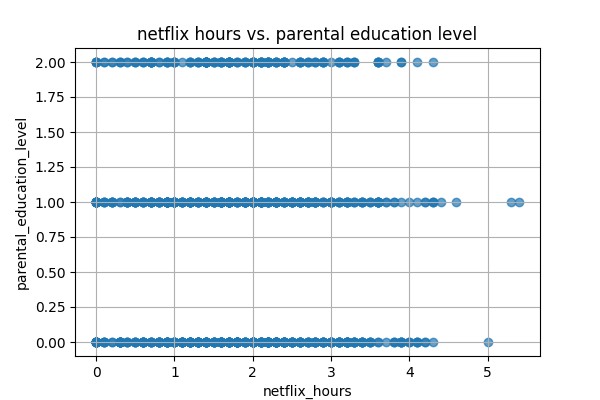 netflix hours vs. parental education level
parental_education_level
2.00
1.75
1.50
1.25
1.00
0.75
0.50
0.25
0.00
0 1 2 3 4 5
netflix_hours